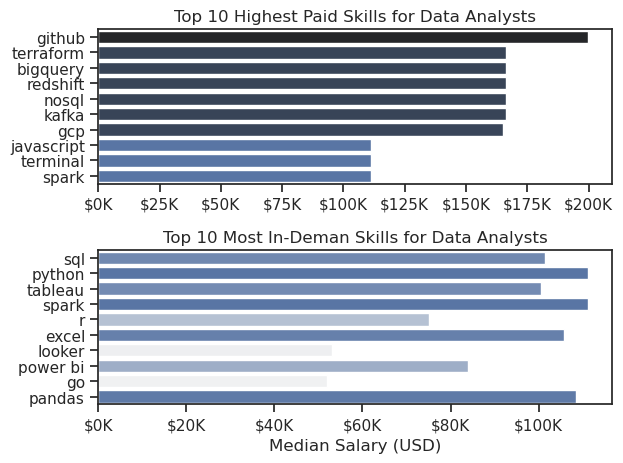 Top 10 Highest Paid Skills for Data Analysts
github
terraform
bigquery
redshift
nosql
kafka
gcp
javascript
terminal
spark
$0K $25K $50K $75K $100K $125K $150K $175K $200K
Top 10 Most In-Deman Skills for Data Analysts
sql
python
tableau
spark
r
excel
looker
power bi
go
pandas
$0K $20K $40K $60K $80K $100K
Median Salary (USD)